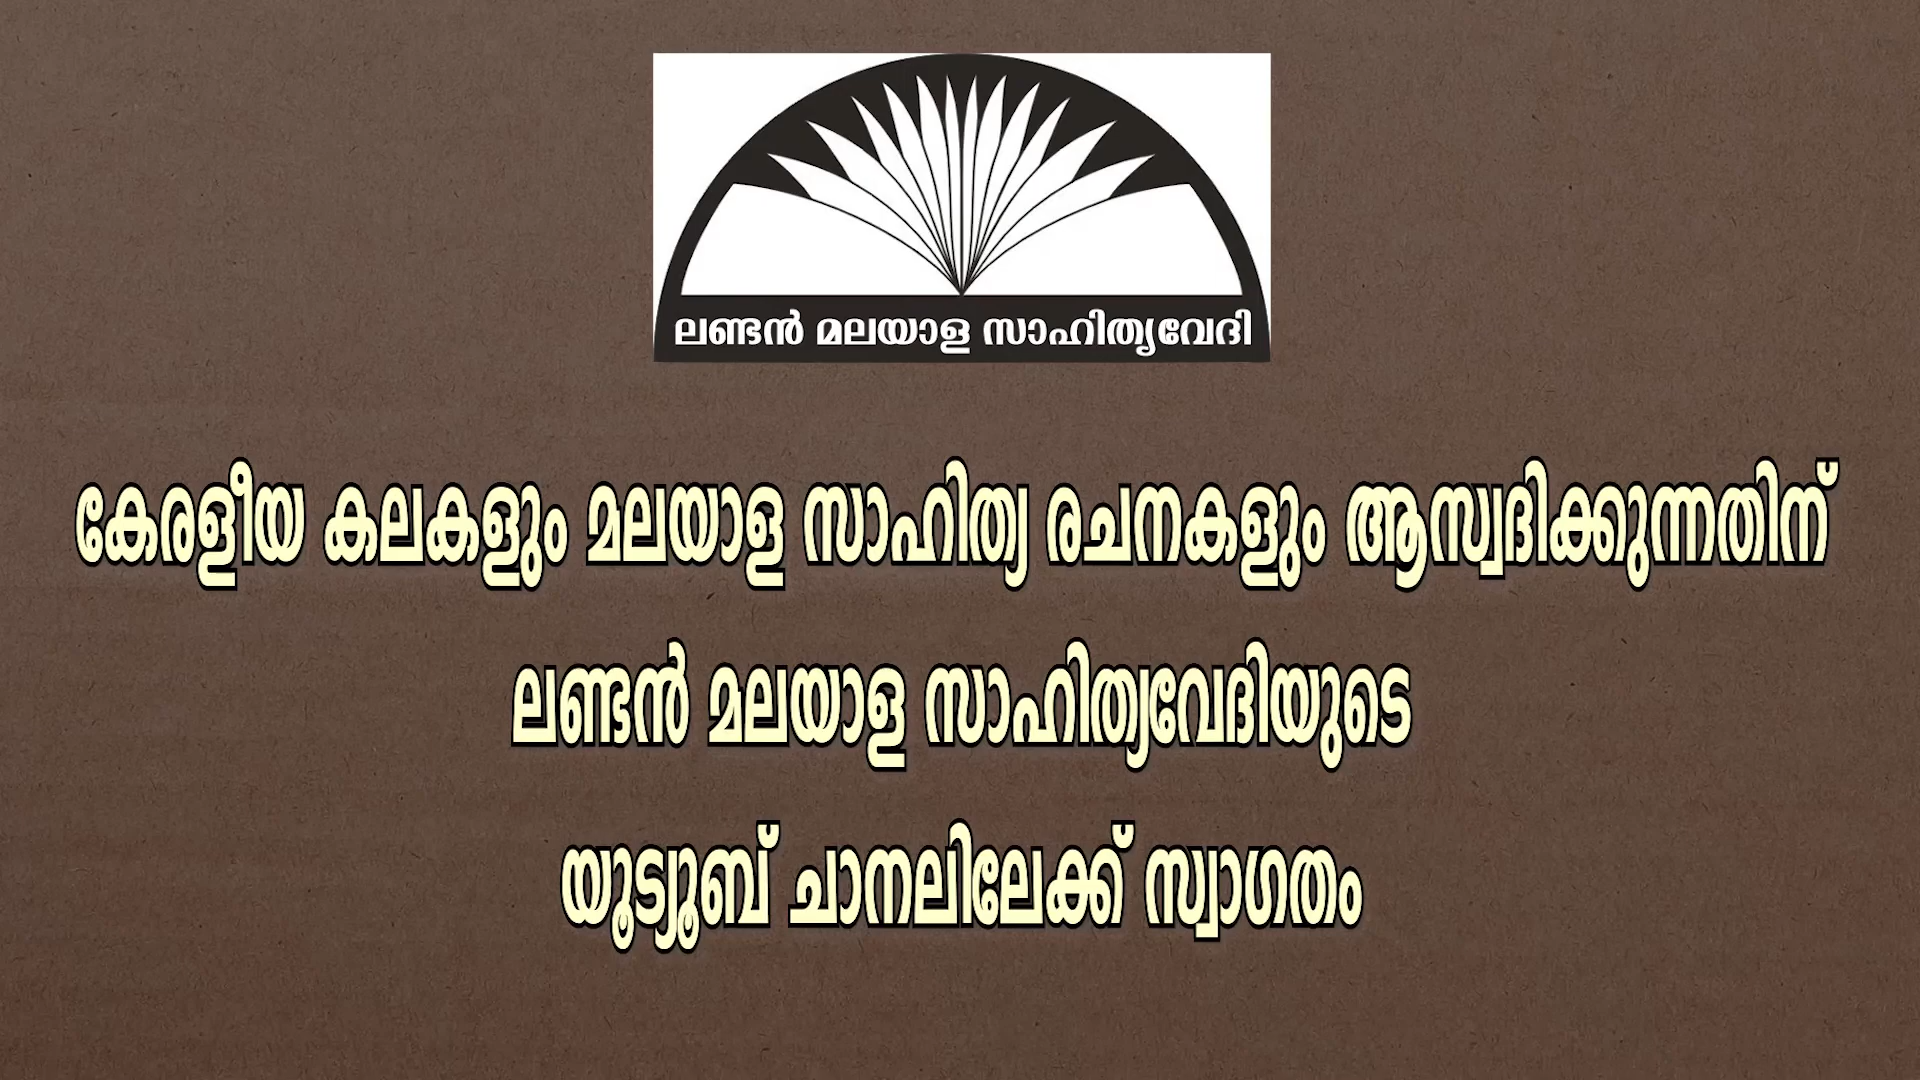 ലണ്ടൻ മലയാള സാഹിത്യവേദി
കേരളീയ കലകളും മലയാള സാഹിത്യ രചനകളും ആസ്വദിക്കുന്നതിന്
ലണ്ടൻ മലയാള സാഹിത്യവേദിയുടെ
യൂട്യൂബ് ചാനലിലേക്ക് സ്വാഗതം